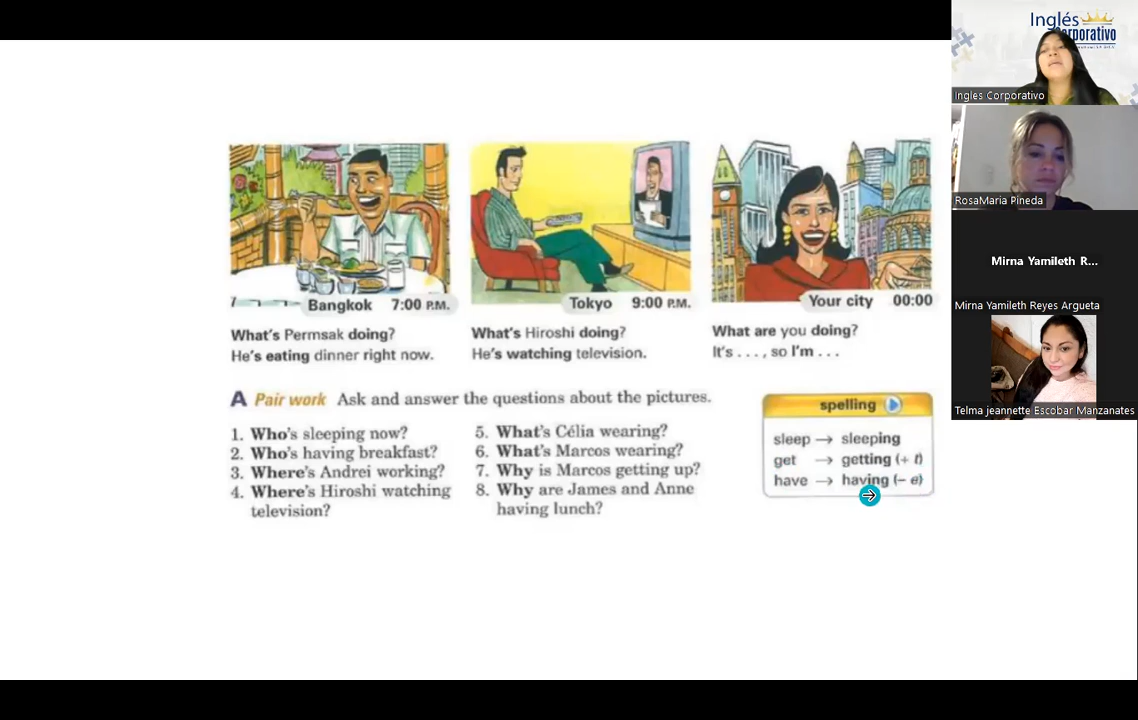 Bangkok 7:00 P.M.
What's Permsak doing?
He's eating dinner right now.
Tokyo 9:00 P.M.
What's Hiroshi doing?
He's watching television.
Your city 00:00
What are you doing?
It's . . . , so I'm . . .
A Pair work Ask and answer the questions about the pictures.
1. Who's sleeping now?
2. Who's having breakfast?
3. Where's Andrei working?
4. Where's Hiroshi watching
television?
5. What's Célia wearing?
6. What's Marcos wearing?
7. Why is Marcos getting up?
8. Why are James and Anne
having lunch?
spelling
sleep → sleeping
get → getting (+ t)
have → having (– e)
Inglés
Corporativo
Ingles Corporativo
RosaMaria Pineda
Mirna Yamileth R...
Mirna Yamileth Reyes Argueta
Telma jeannette Escobar Manzanates